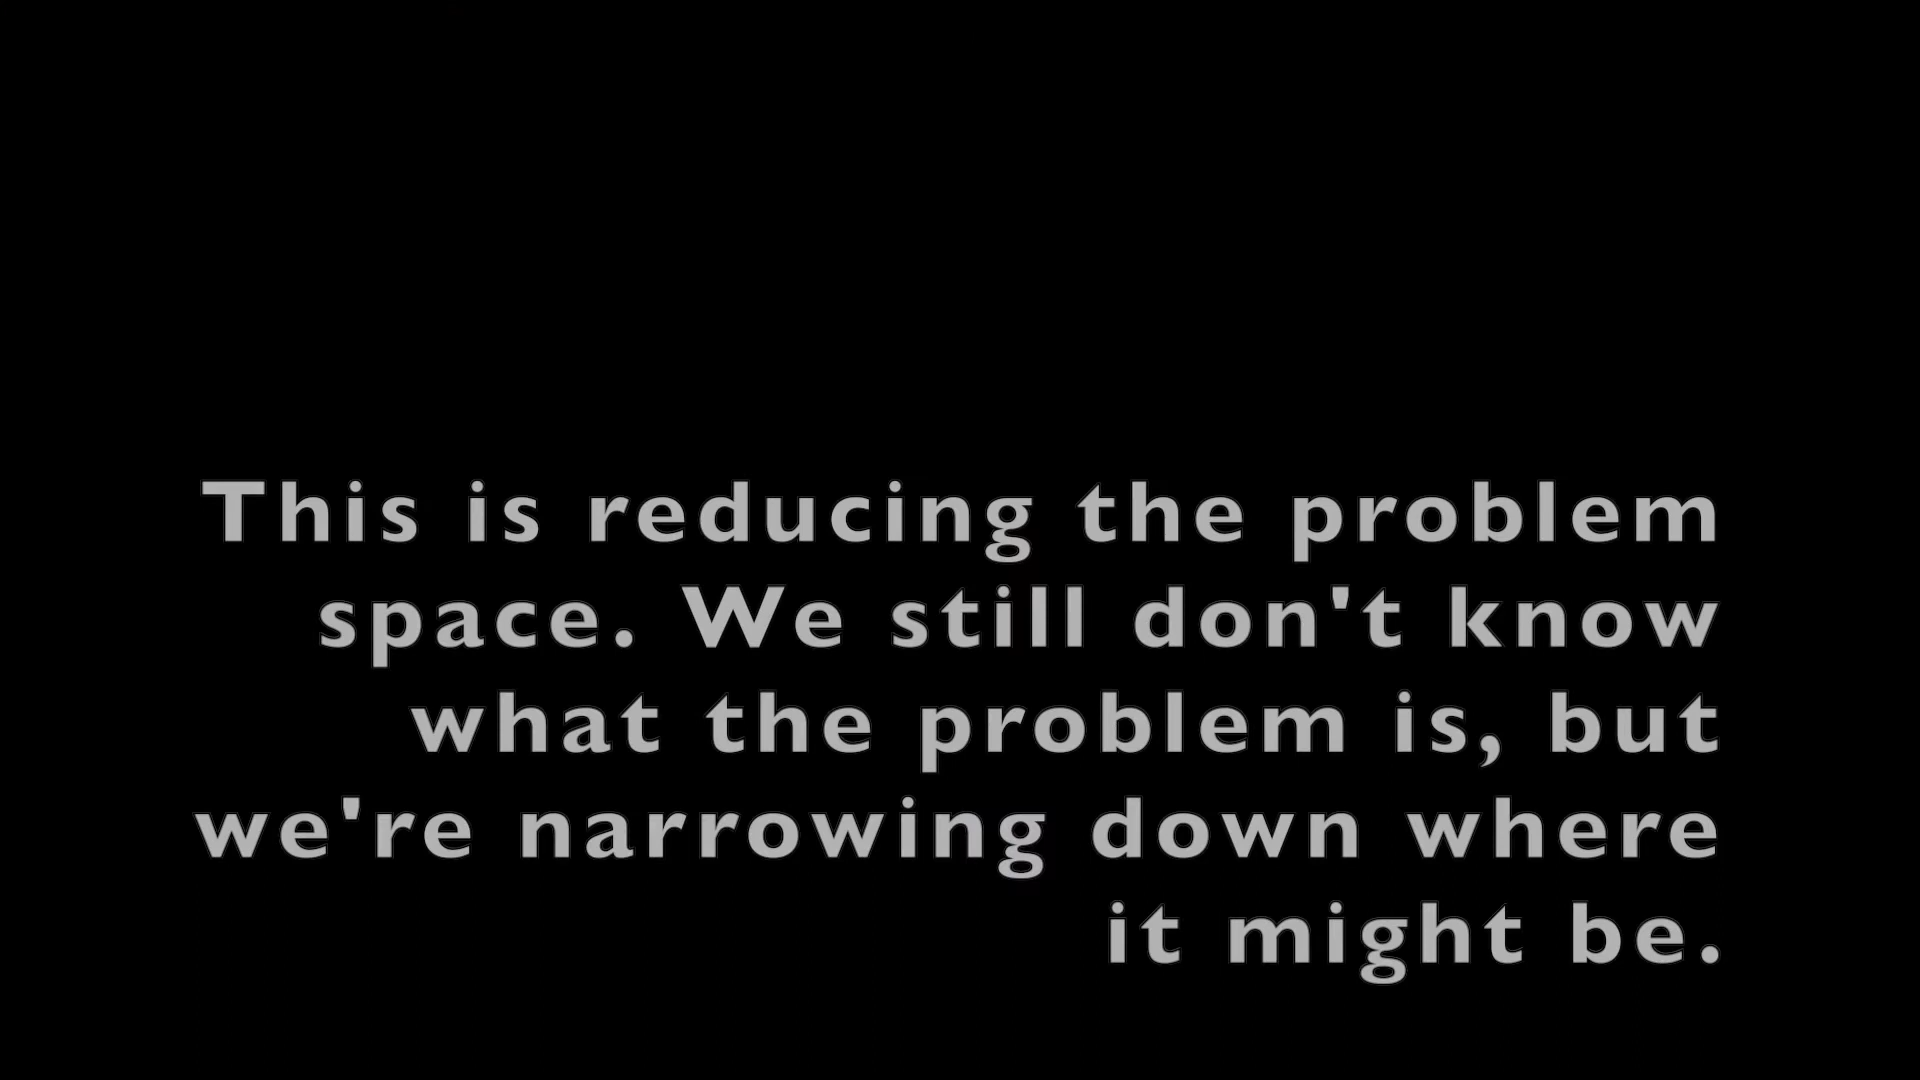 This is reducing the problem
space. We still don't know
what the problem is, but
we're narrowing down where
it might be.